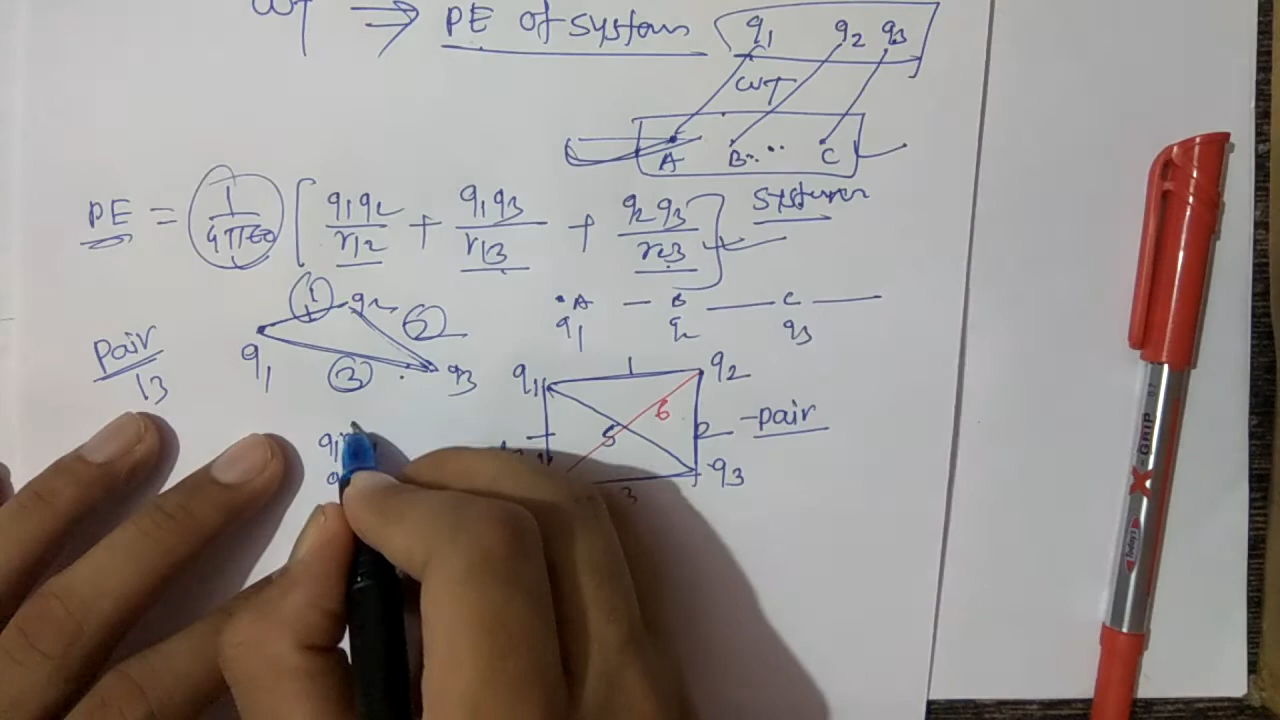 WT → PE of system q1 q2 q3
WT
A B... C
PE = 1/4πε0 [ q1q2/r12 + q1q3/r13 + q2q3/r23 ] system
1 q2 2
q1 3 q3
A — B — C —
q1 q2 q3
Pair
13
q1 1 q2
5 6 2 -pair
3 q3
q1
q
X-GRIP